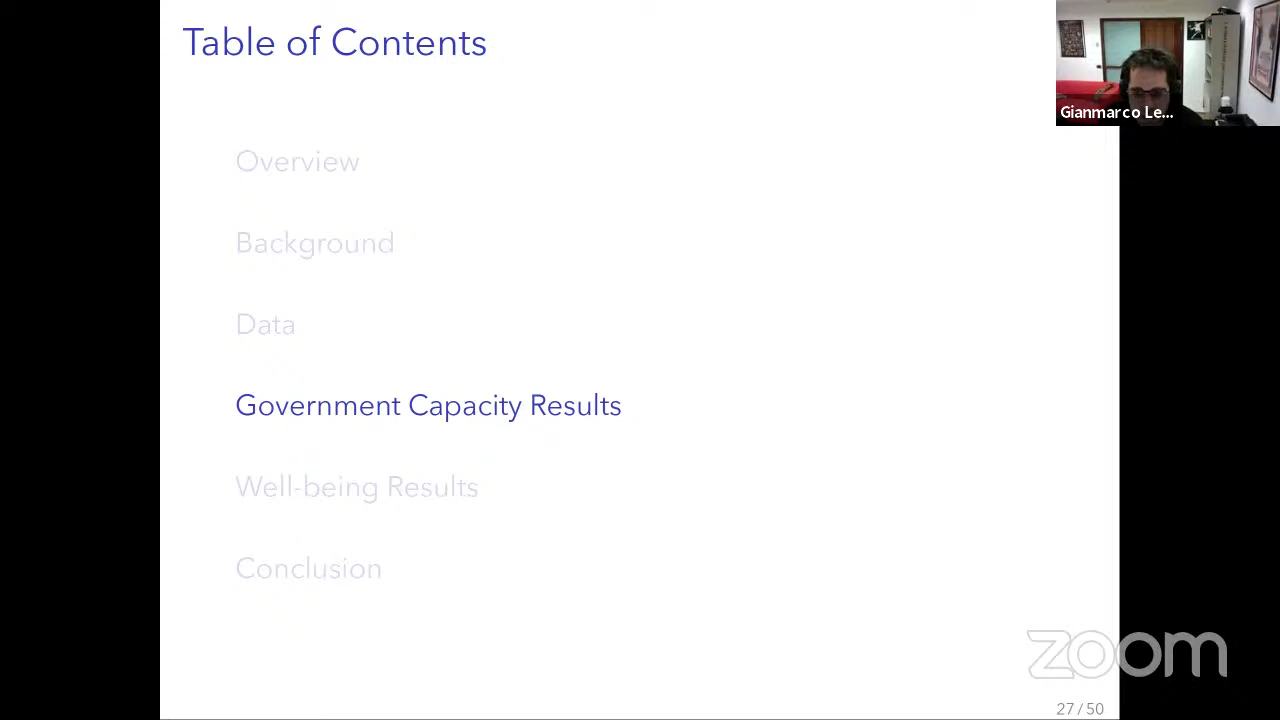 Table of Contents
Gianmarco Le...
Overview
Background
Data
Government Capacity Results
Well-being Results
Conclusion
zoom
27 / 50